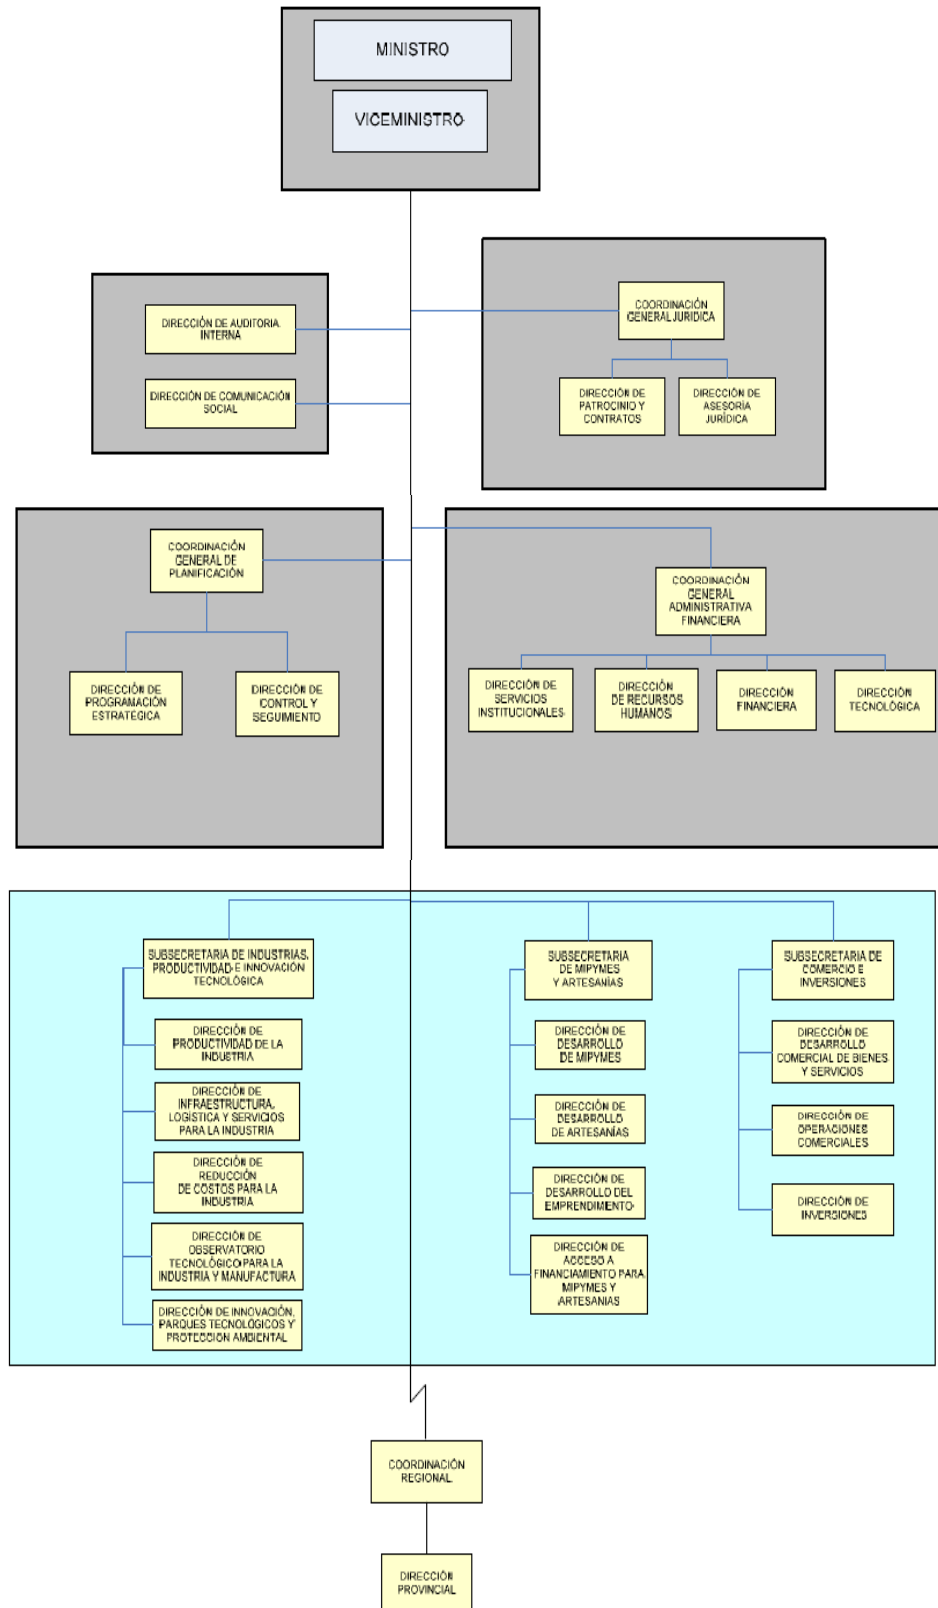 MINISTRO
VICEMINISTRO
DIRECCIÓN DE AUDITORIA
INTERNA
DIRECCIÓN DE COMUNICACIÓN
SOCIAL
COORDINACIÓN
GENERAL JURIDICA
DIRECCIÓN DE
PATROCINIO Y
CONTRATOS
DIRECCIÓN DE
ASESORÍA
JURÍDICA
COORDINACIÓN
GENERAL DE
PLANIFICACIÓN
DIRECCIÓN DE
PROGRAMACIÓN
ESTRATÉGICA
DIRECCIÓN DE
CONTROL Y
SEGUIMIENTO
COORDINACIÓN
GENERAL
ADMINISTRATIVA
FINANCIERA
DIRECCIÓN DE
SERVICIOS
INSTITUCIONALES
DIRECCIÓN
DE RECURSOS
HUMANOS
DIRECCIÓN
FINANCIERA
DIRECCIÓN
TECNOLÓGICA
SUBSECRETARIA DE INDUSTRIAS,
PRODUCTIVIDAD E INNOVACIÓN
TECNOLÓGICA
DIRECCIÓN DE
PRODUCTIVIDAD DE LA
INDUSTRIA
DIRECCIÓN DE
INFRAESTRUCTURA,
LOGÍSTICA Y SERVICIOS
PARA LA INDUSTRIA
DIRECCIÓN DE
REDUCCIÓN
DE COSTOS PARA LA
INDUSTRIA
DIRECCIÓN DE
OBSERVATORIO
TECNOLÓGICO PARA LA
INDUSTRIA Y MANUFACTURA
DIRECCIÓN DE INNOVACIÓN,
PARQUES TECNOLÓGICOS Y
PROTECCIÓN AMBIENTAL
SUBSECRETARIA
DE MIPYMES
Y ARTESANÍAS
DIRECCIÓN DE
DESARROLLO
DE MIPYMES
DIRECCIÓN DE
DESARROLLO
DE ARTESANÍAS
DIRECCIÓN DE
DESARROLLO DEL
EMPRENDIMIENTO
DIRECCIÓN DE
ACCESO A
FINANCIAMIENTO PARA
MIPYMES Y
ARTESANIAS
SUBSECRETARIA DE
COMERCIO E
INVERSIONES
DIRECCIÓN DE
DESARROLLO
COMERCIAL DE BIENES
Y SERVICIOS
DIRECCIÓN DE
OPERACIONES
COMERCIALES
DIRECCIÓN DE
INVERSIONES
COORDINACIÓN
REGIONAL
DIRECCIÓN
PROVINCIAL